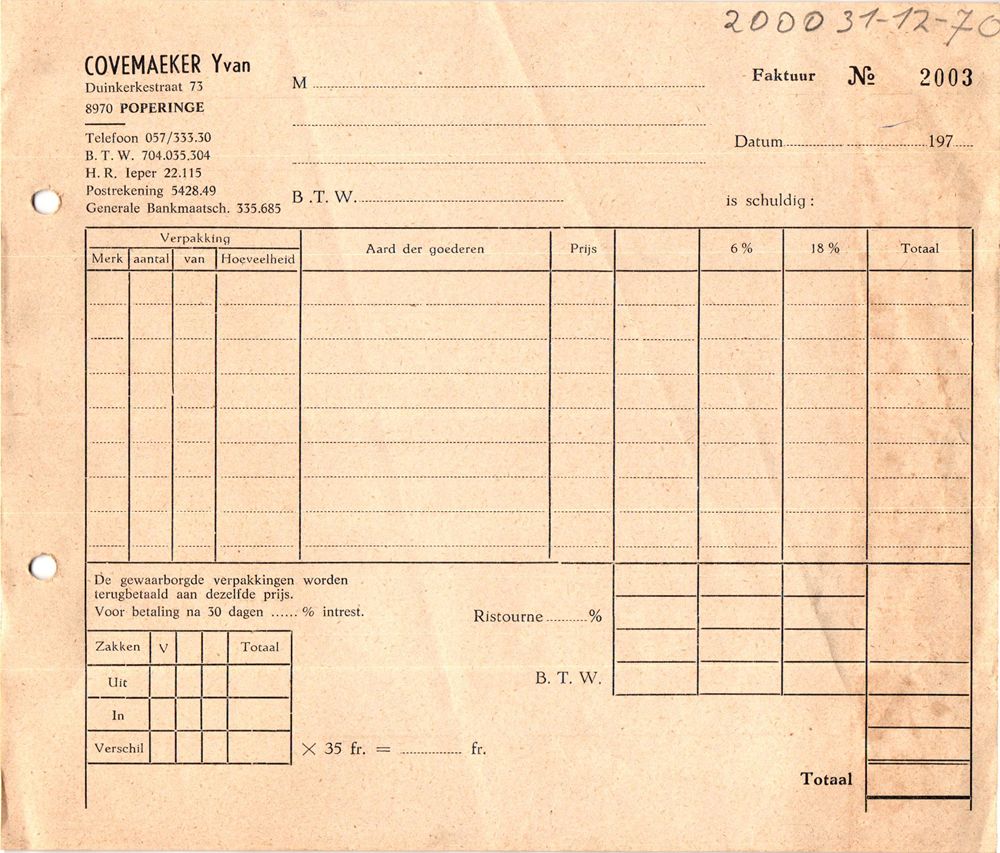 2000 31-12-70
COVEMAEKER Yvan
Duinkerkestraat 73
8970 POPERINGE
Telefoon 057/333.30
B. T. W. 704.035.304
H. R. Ieper 22.115
Postrekening 5428.49
Generale Bankmaatsch. 335.685
M
B .T. W.
Faktuur № 2003
Datum 197
is schuldig :
Verpakking
Merk aantal van Hoeveelheid Aard der goederen Prijs 6 % 18 % Totaal
De gewaarborgde verpakkingen worden
terugbetaald aan dezelfde prijs.
Voor betaling na 30 dagen ...... % intrest.
Ristourne ........... %
B. T. W.
Zakken V Totaal
Uit
In
Verschil
× 35 fr. = ................ fr.
Totaal